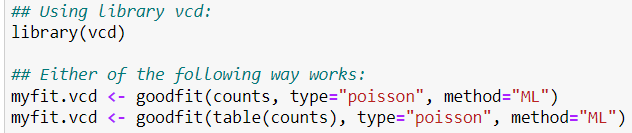 ## Using library vcd:
library(vcd)
## Either of the following way works:
myfit.vcd <- goodfit(counts, type="poisson", method="ML")
myfit.vcd <- goodfit(table(counts), type="poisson", method="ML")